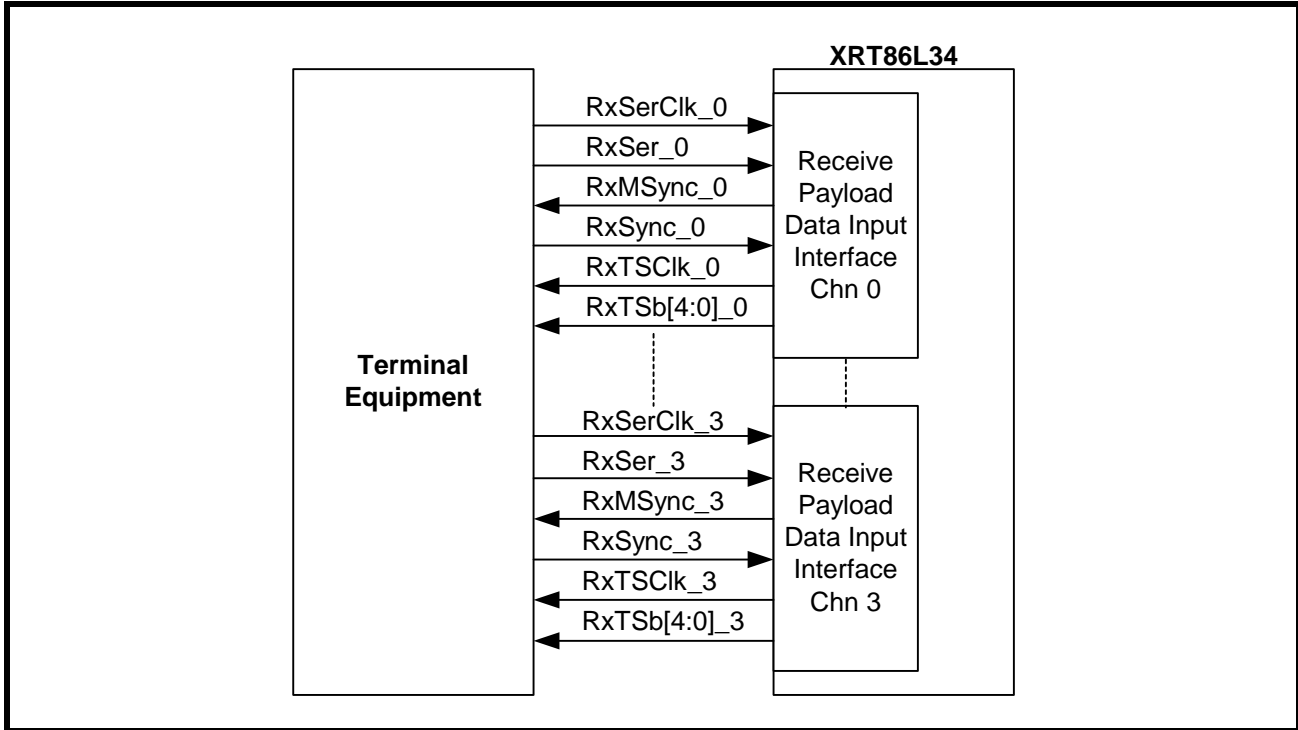 XRT86L34
RxSerClk_0
RxSer_0
RxMSync_0
RxSync_0
RxTSClk_0
RxTSb[4:0]_0
Receive
Payload
Data Input
Interface
Chn 0
Terminal
Equipment
RxSerClk_3
RxSer_3
RxMSync_3
RxSync_3
RxTSClk_3
RxTSb[4:0]_3
Receive
Payload
Data Input
Interface
Chn 3